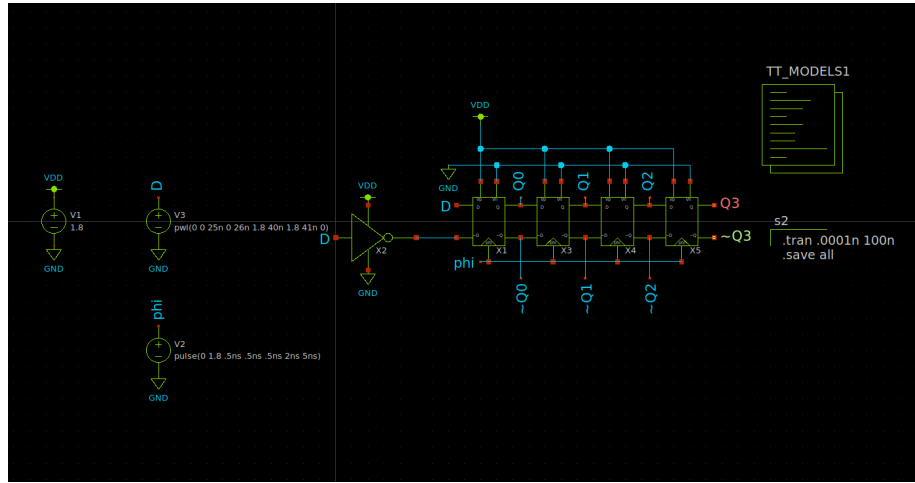 TT_MODELS1
VDD
VDD
V1
1.8
GND
D
V3
pwl(0 0 25n 0 26n 1.8 40n 1.8 41n 0)
GND
phi
V2
pulse(0 1.8 .5ns .5ns .5ns 2ns 5ns)
GND
VDD
D
X2
GND
GND
D
Q0
Q1
Q2
Q3
~Q3
X1
X3
X4
X5
phi
~Q0
~Q1
~Q2
s2
.tran .0001n 100n
.save all